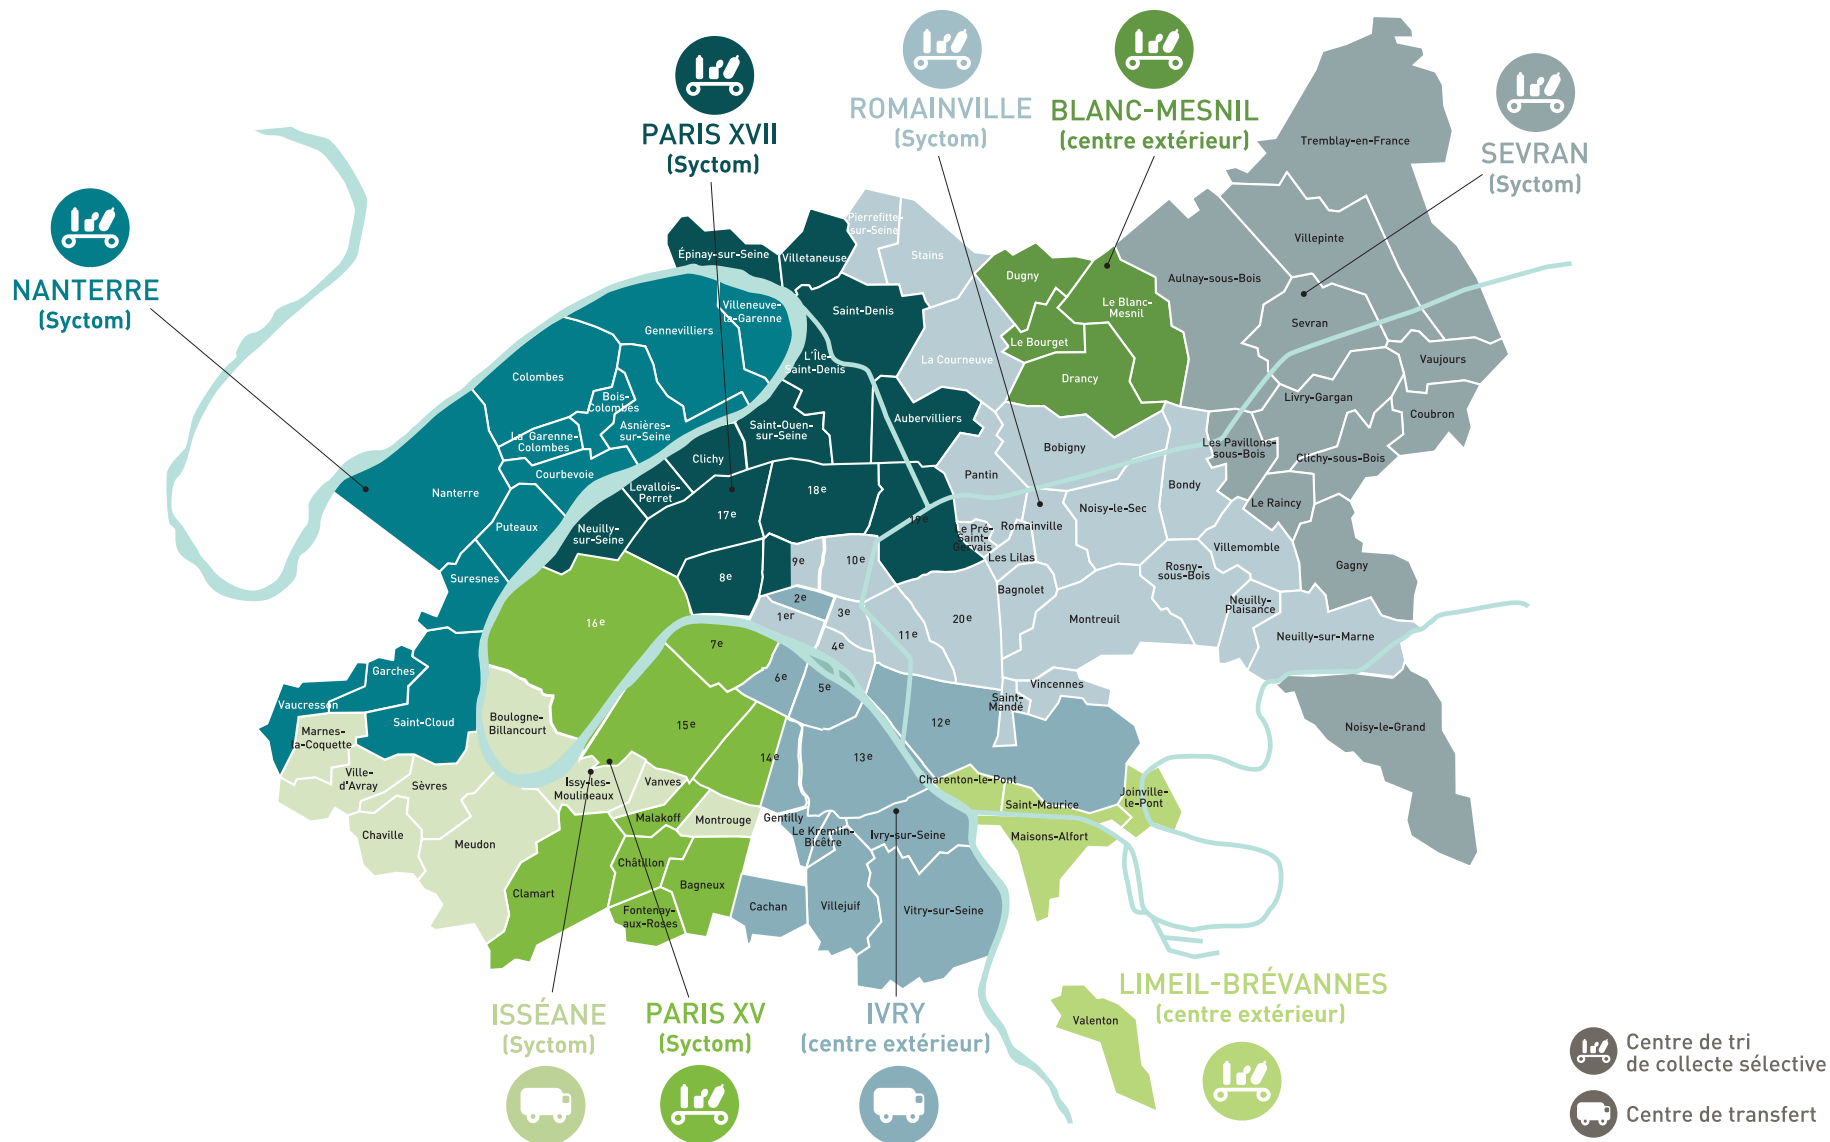 ROMAINVILLE
(Syctom)
BLANC-MESNIL
(centre extérieur)
PARIS XVII
(Syctom)
SEVRAN
(Syctom)
NANTERRE
(Syctom)
Tremblay-en-France
Villepinte
Aulnay-sous-Bois
Sevran
Vaujours
Livry-Gargan
Coubron
Clichy-sous-Bois
Les Pavillons-
sous-Bois
Le Raincy
Gagny
Noisy-le-Grand
Pierrefitte-
sur-Seine
Stains
La Courneuve
Dugny
Le Blanc-
Mesnil
Le Bourget
Drancy
Épinay-sur-Seine
Villetaneuse
Saint-Denis
L'Île-
Saint-Denis
Aubervilliers
Saint-Ouen-
sur-Seine
Clichy
Levallois-
Perret
Neuilly-
sur-Seine
17e
18e
19e
8e
Villeneuve-
la-Garenne
Gennevilliers
Colombes
Bois-
Colombes
Asnières-
sur-Seine
La Garenne-
Colombes
Courbevoie
Nanterre
Puteaux
Suresnes
Garches
Vaucresson
Saint-Cloud
Bobigny
Pantin
Bondy
Noisy-le-Sec
Romainville
Le Pré-
Saint-
Gervais
Les Lilas
Villemomble
Rosny-
sous-Bois
Bagnolet
Montreuil
Neuilly-
Plaisance
Neuilly-sur-Marne
9e
10e
2e
1er
3e
4e
11e
20e
Vincennes
Saint-
Mandé
16e
7e
15e
14e
6e
5e
13e
12e
Marnes-
la-Coquette
Ville-
d'Avray
Sèvres
Chaville
Meudon
Boulogne-
Billancourt
Issy-les-
Moulineaux
Vanves
Malakoff
Montrouge
Châtillon
Clamart
Bagneux
Fontenay-
aux-Roses
Gentilly
Le Kremlin-
Bicêtre
Ivry-sur-Seine
Cachan
Villejuif
Vitry-sur-Seine
Charenton-le-Pont
Saint-Maurice
Joinville-
le-Pont
Maisons-Alfort
Valenton
ISSÉANE
(Syctom)
PARIS XV
(Syctom)
IVRY
(centre extérieur)
LIMEIL-BRÉVANNES
(centre extérieur)
Centre de tri
de collecte sélective
Centre de transfert